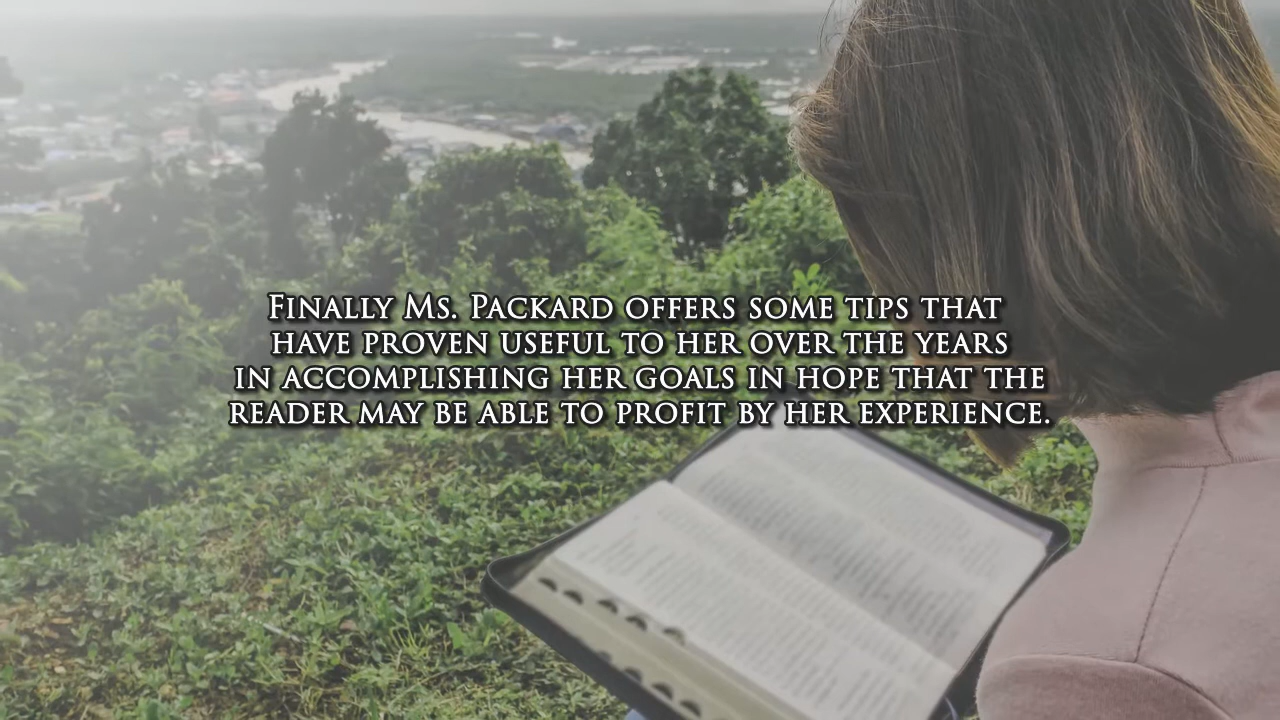 Finally Ms. Packard offers some tips that
have proven useful to her over the years
in accomplishing her goals in hope that the
reader may be able to profit by her experience.